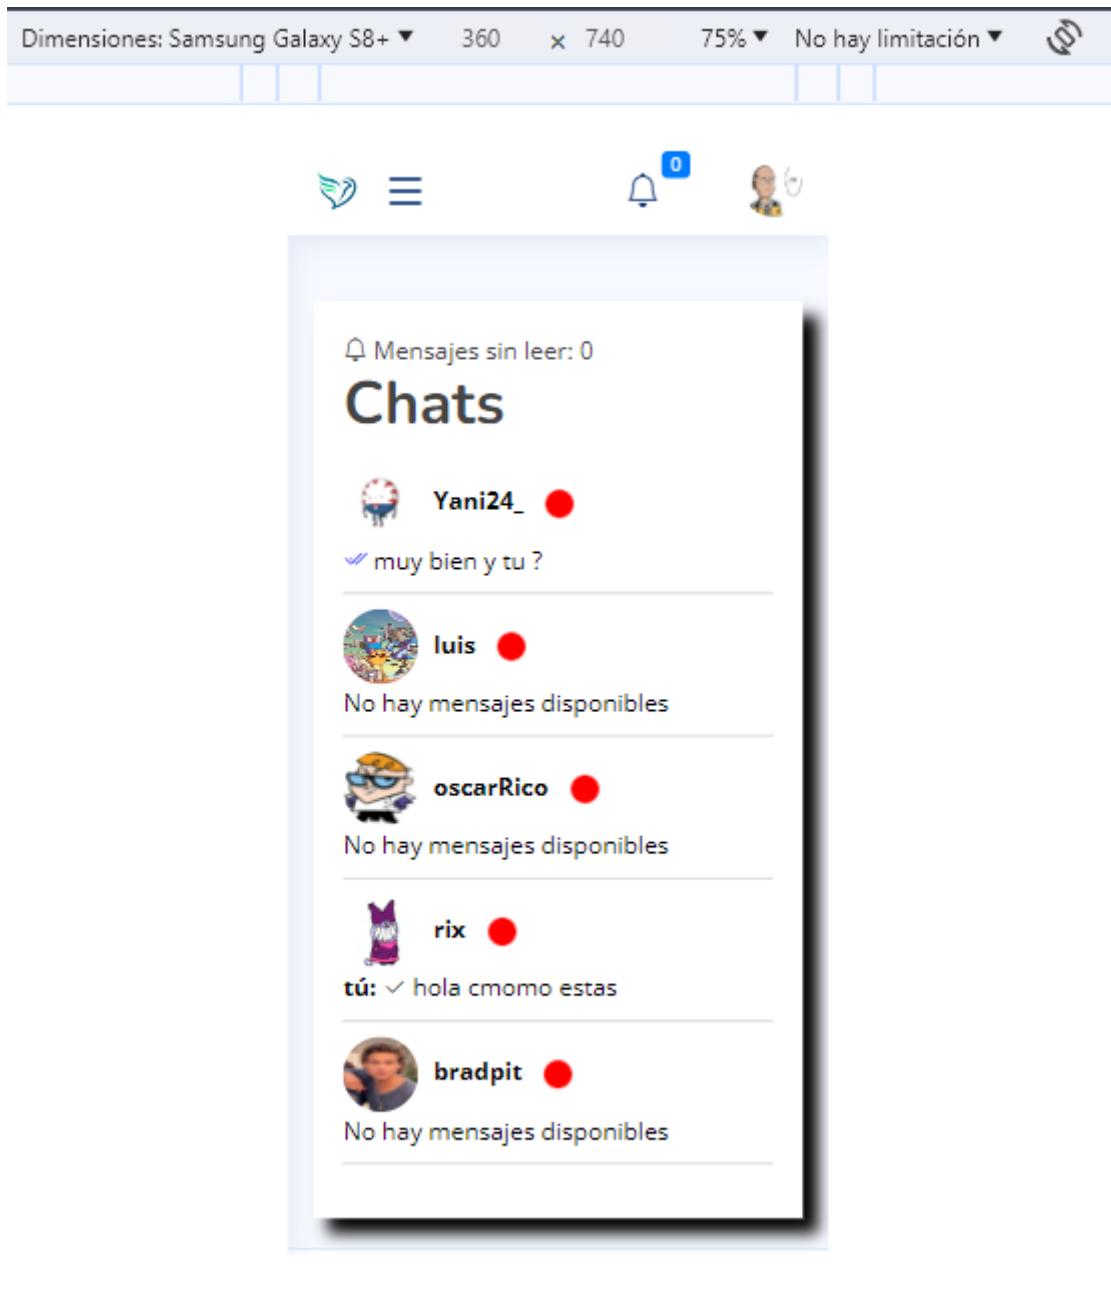 Dimensiones: Samsung Galaxy S8+ ▼ 360 × 740 75% ▼ No hay limitación ▼
0
Mensajes sin leer: 0
Chats
Yani24_
muy bien y tu ?
luis
No hay mensajes disponibles
oscarRico
No hay mensajes disponibles
rix
tú: ✓ hola cmomo estas
bradpit
No hay mensajes disponibles